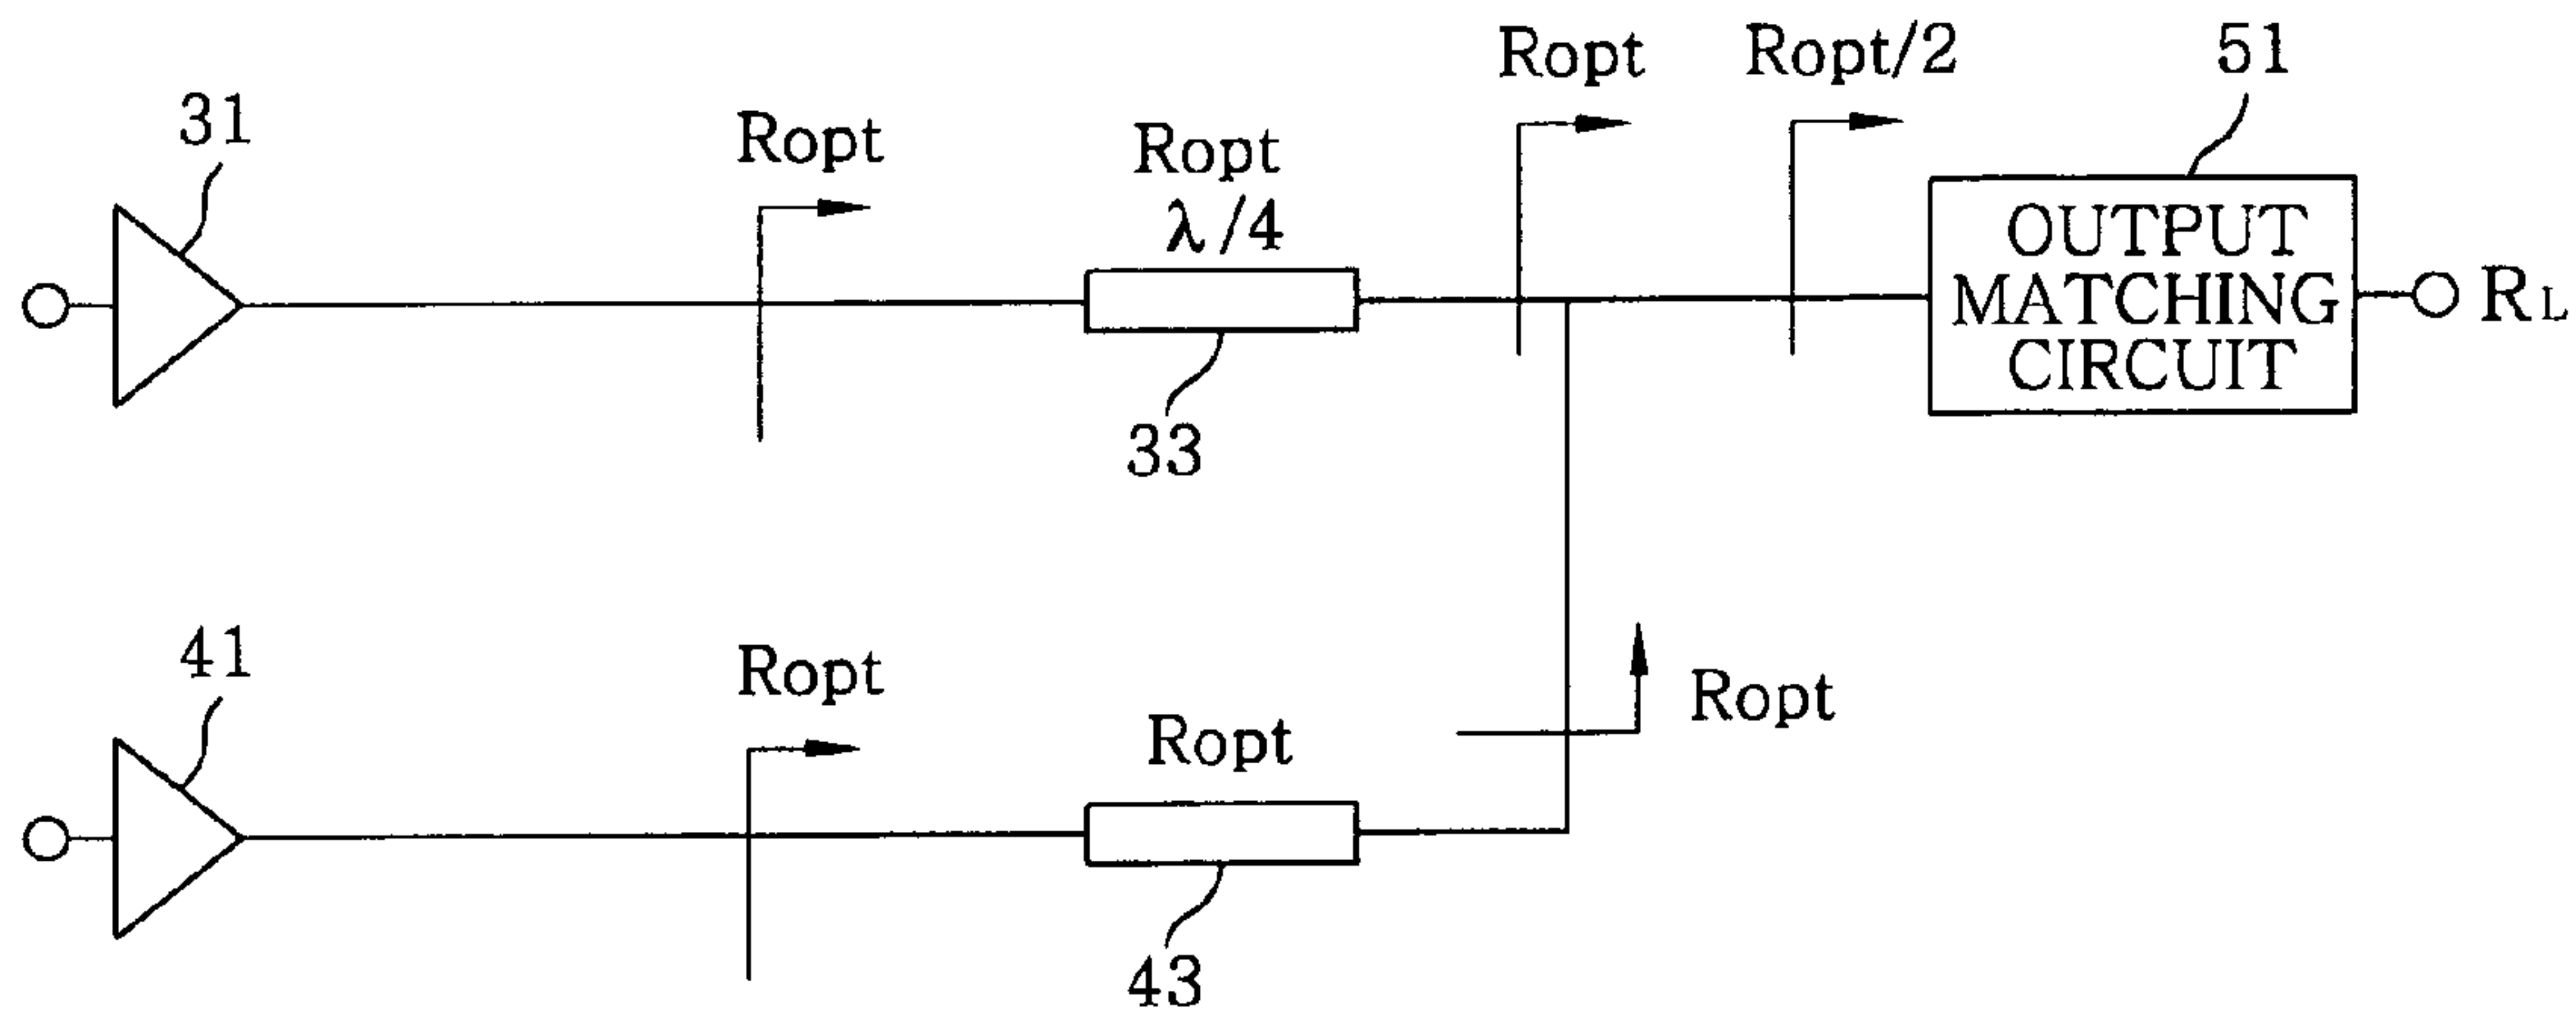 31
Ropt
Ropt
λ/4
33
Ropt
Ropt/2
51
OUTPUT
MATCHING
CIRCUIT
RL
41
Ropt
Ropt
43
Ropt